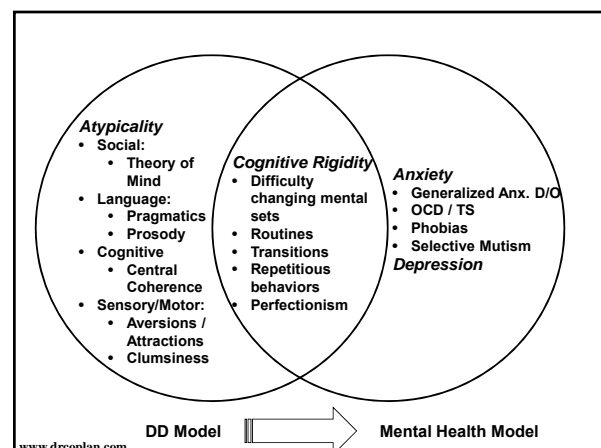 Atypicality
• Social:
• Theory of
Mind
• Language:
• Pragmatics
• Prosody
• Cognitive
• Central
Coherence
• Sensory/Motor:
• Aversions /
Attractions
• Clumsiness
Cognitive Rigidity
• Difficulty
changing mental
sets
• Routines
• Transitions
• Repetitious
behaviors
• Perfectionism
Anxiety
• Generalized Anx. D/O
• OCD / TS
• Phobias
• Selective Mutism
Depression
DD Model
Mental Health Model
www.drcoplan.com